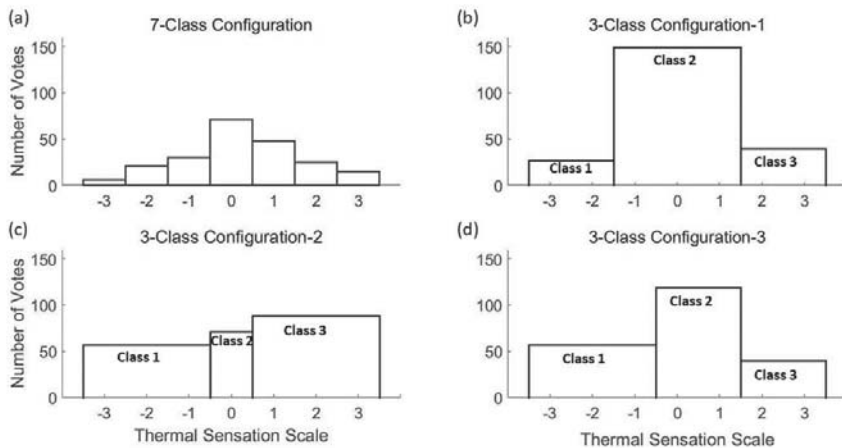 (a)
7-Class Configuration
Number of Votes
150
100
50
0
-3 -2 -1 0 1 2 3
(b)
3-Class Configuration-1
150
100
50
0
Class 1
Class 2
Class 3
-3 -2 -1 0 1 2 3
(c)
3-Class Configuration-2
Number of Votes
150
100
50
0
Class 1
Class 2
Class 3
-3 -2 -1 0 1 2 3
Thermal Sensation Scale
(d)
3-Class Configuration-3
150
100
50
0
Class 1
Class 2
Class 3
-3 -2 -1 0 1 2 3
Thermal Sensation Scale